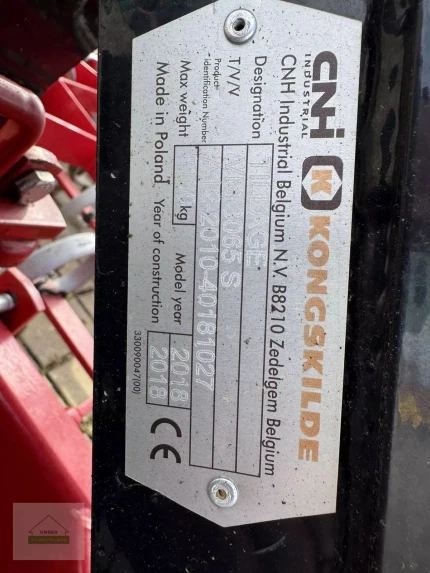 CNH
INDUSTRIAL
KONGSKILDE
CNH Industrial Belgium N.V. B8210 Zedelgem Belgium
Designation
T/V/V
Product
identification Number
2010-40181027
Max weight kg Model year 2018
Made in Poland Year of construction 2018
CE
330090047(00)